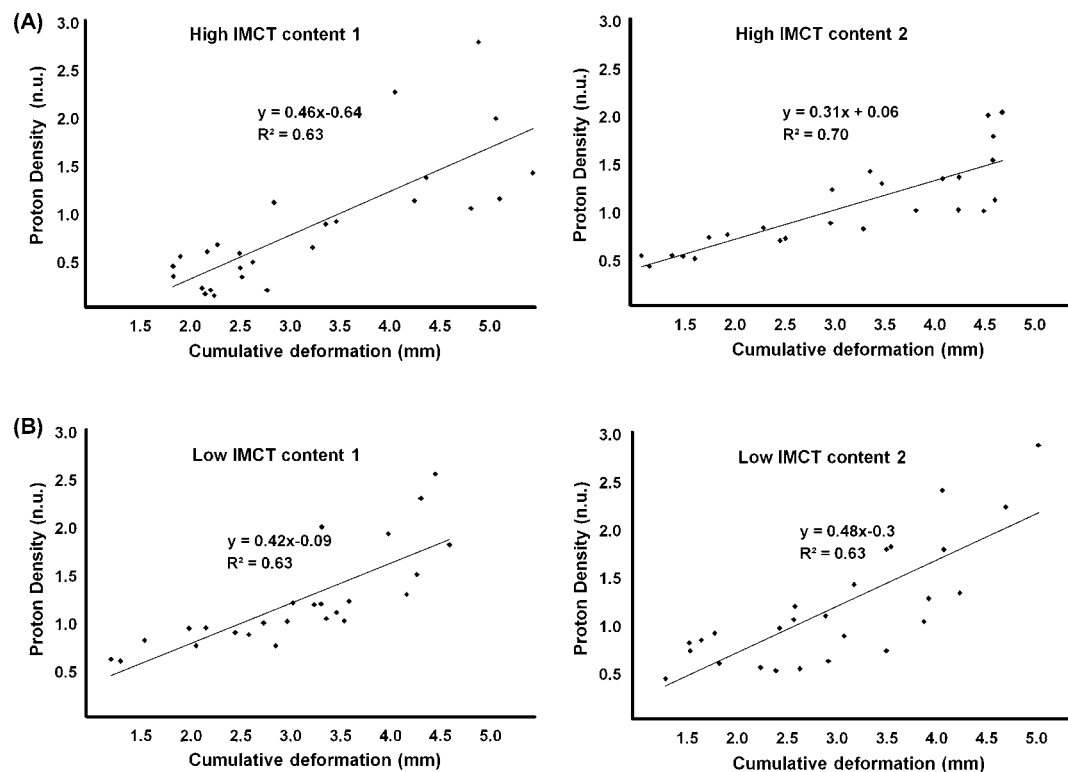 (A)
High IMCT content 1
y = 0.46x-0.64
R² = 0.63
Proton Density (n.u.)
3.0
2.5
2.0
1.5
1.0
0.5
1.5 2.0 2.5 3.0 3.5 4.0 4.5 5.0
Cumulative deformation (mm)
High IMCT content 2
y = 0.31x + 0.06
R² = 0.70
Proton Density (n.u.)
3.0
2.5
2.0
1.5
1.0
0.5
1.5 2.0 2.5 3.0 3.5 4.0 4.5 5.0
Cumulative deformation (mm)
(B)
Low IMCT content 1
y = 0.42x-0.09
R² = 0.63
Proton Density (n.u.)
3.0
2.5
2.0
1.5
1.0
0.5
1.5 2.0 2.5 3.0 3.5 4.0 4.5 5.0
Cumulative deformation (mm)
Low IMCT content 2
y = 0.48x-0.3
R² = 0.63
Proton Density (n.u.)
3.0
2.5
2.0
1.5
1.0
0.5
1.5 2.0 2.5 3.0 3.5 4.0 4.5 5.0
Cumulative deformation (mm)